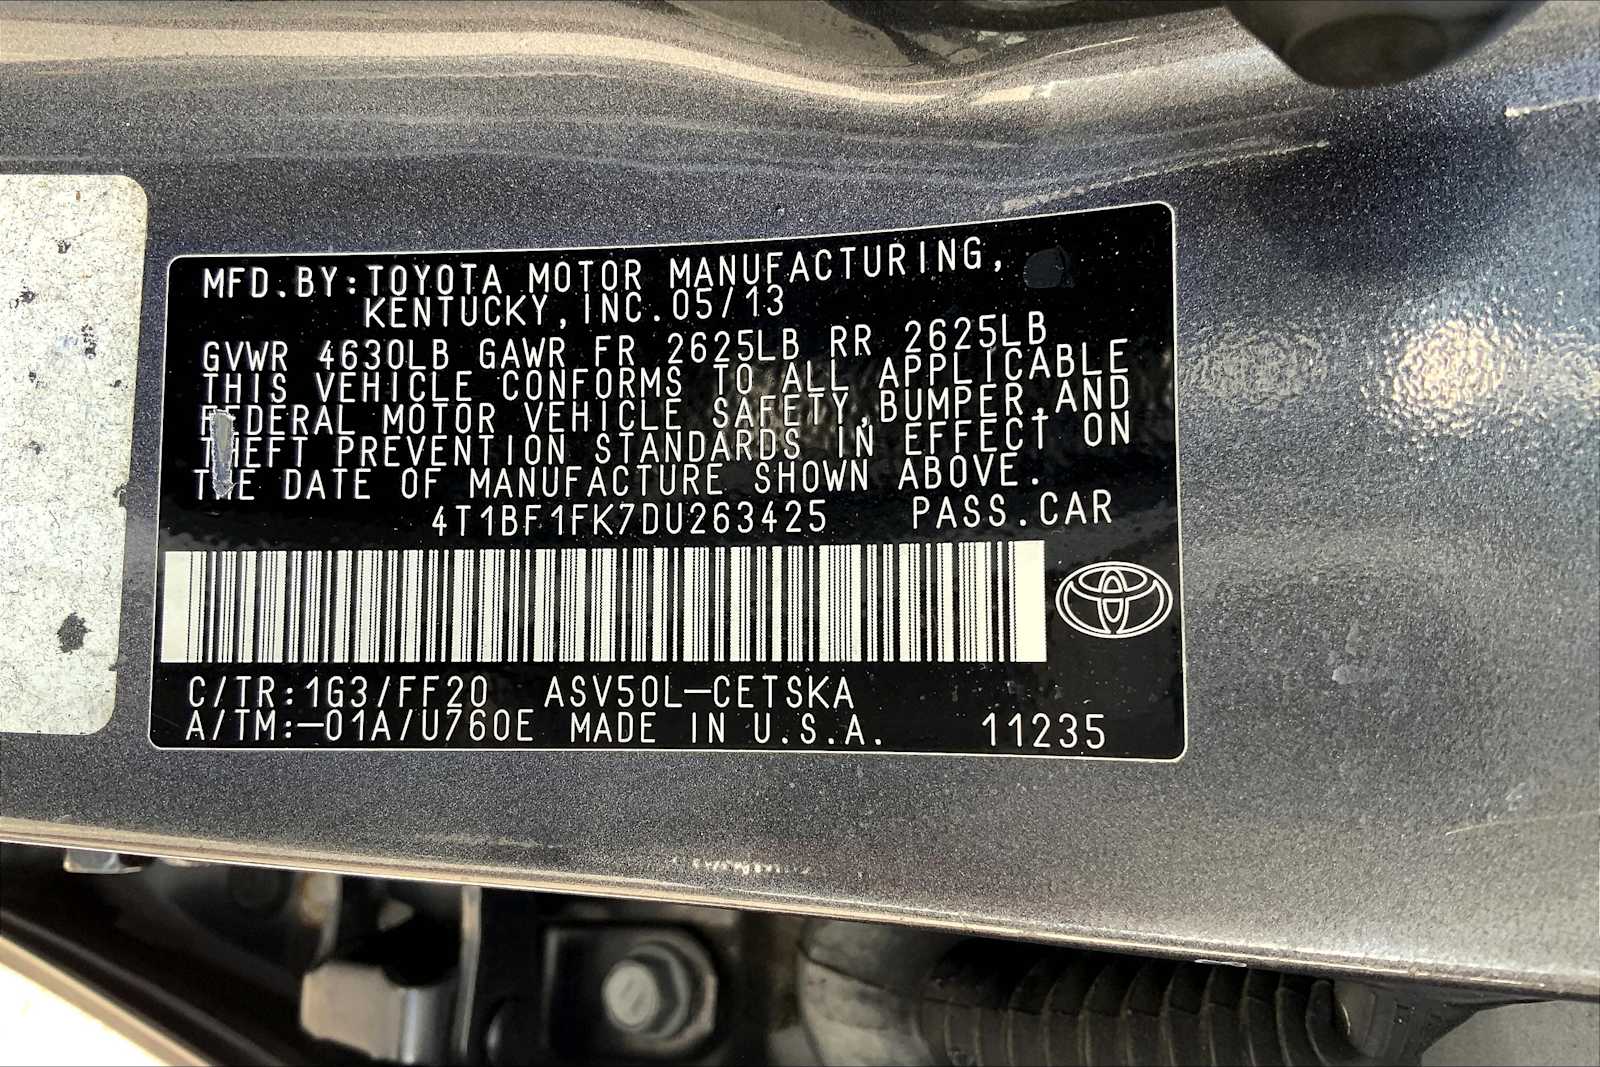 MFD.BY:TOYOTA MOTOR MANUFACTURING,
KENTUCKY,INC.05/13
GVWR 4630LB GAWR FR 2625LB RR 2625LB
THIS VEHICLE CONFORMS TO ALL APPLICABLE
FEDERAL MOTOR VEHICLE SAFETY,BUMPER,AND
THEFT PREVENTION STANDARDS IN EFFECT ON
THE DATE OF MANUFACTURE SHOWN ABOVE.
4T1BF1FK7DU263425 PASS.CAR
C/TR:1G3/FF20 ASV50L-CETSKA
A/TM:-01A/U760E MADE IN U.S.A. 11235